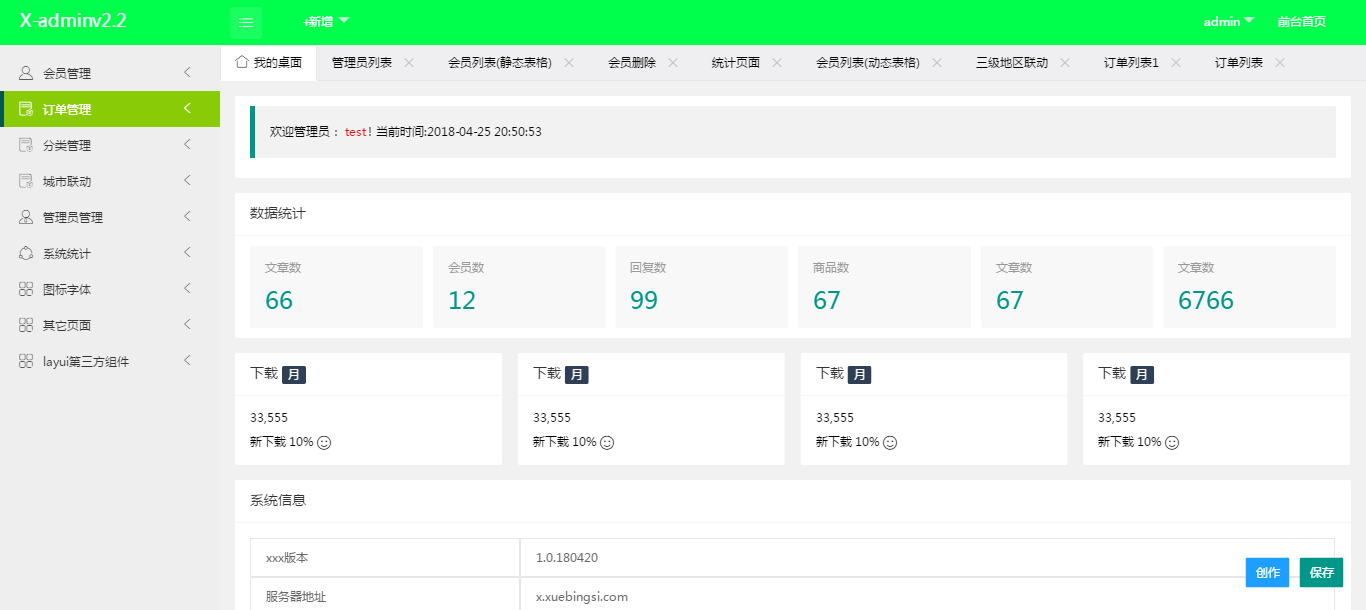 X-adminv2.2 +新增 admin 前台首页
我的桌面 管理员列表 会员列表(静态表格) 会员删除 统计页面 会员列表(动态表格) 三级地区联动 订单列表1 订单列表
会员管理
订单管理
分类管理
城市联动
管理员管理
系统统计
图标字体
其它页面
layui第三方组件
欢迎管理员：test! 当前时间:2018-04-25 20:50:53
数据统计
文章数 会员数 回复数 商品数 文章数 文章数
66 12 99 67 67 6766
下载 月 下载 月 下载 月 下载 月
33,555 33,555 33,555 33,555
新下载 10% 新下载 10% 新下载 10% 新下载 10%
系统信息
xxx版本 1.0.180420
创作 保存
服务器地址 x.xuebingsi.com